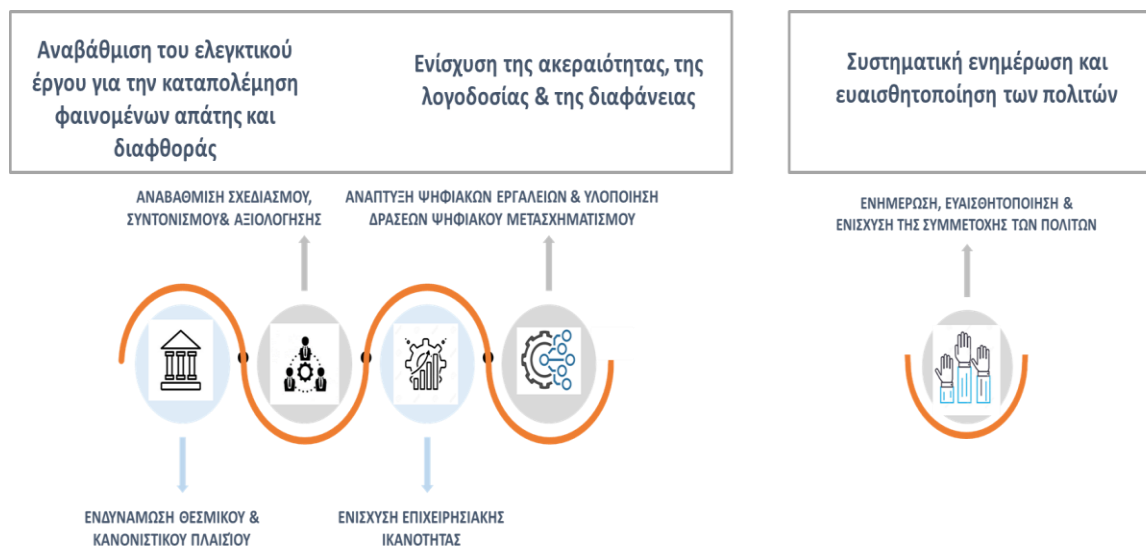 Αναβάθμιση του ελεγκτικού
έργου για την καταπολέμηση
φαινομένων απάτης και
διαφθοράς
Ενίσχυση της ακεραιότητας, της
λογοδοσίας & της διαφάνειας
Συστηματική ενημέρωση και
ευαισθητοποίηση των πολιτών
ΑΝΑΒΑΘΜΙΣΗ ΣΧΕΔΙΑΣΜΟΥ,
ΣΥΝΤΟΝΙΣΜΟΥ& ΑΞΙΟΛΟΓΗΣΗΣ
ΑΝΑΠΤΥΞΗ ΨΗΦΙΑΚΩΝ ΕΡΓΑΛΕΙΩΝ & ΥΛΟΠΟΙΗΣΗ
ΔΡΑΣΕΩΝ ΨΗΦΙΑΚΟΥ ΜΕΤΑΣΧΗΜΑΤΙΣΜΟΥ
ΕΝΗΜΕΡΩΣΗ, ΕΥΑΙΣΘΗΤΟΠΟΙΗΣΗ &
ΕΝΙΣΧΥΣΗ ΤΗΣ ΣΥΜΜΕΤΟΧΗΣ ΤΩΝ ΠΟΛΙΤΩΝ
ΕΝΔΥΝΑΜΩΣΗ ΘΕΣΜΙΚΟΥ &
ΚΑΝΟΝΙΣΤΙΚΟΥ ΠΛΑΙΣΊΟΥ
ΕΝΙΣΧΥΣΗ ΕΠΙΧΕΙΡΗΣΙΑΚΗΣ
ΙΚΑΝΟΤΗΤΑΣ